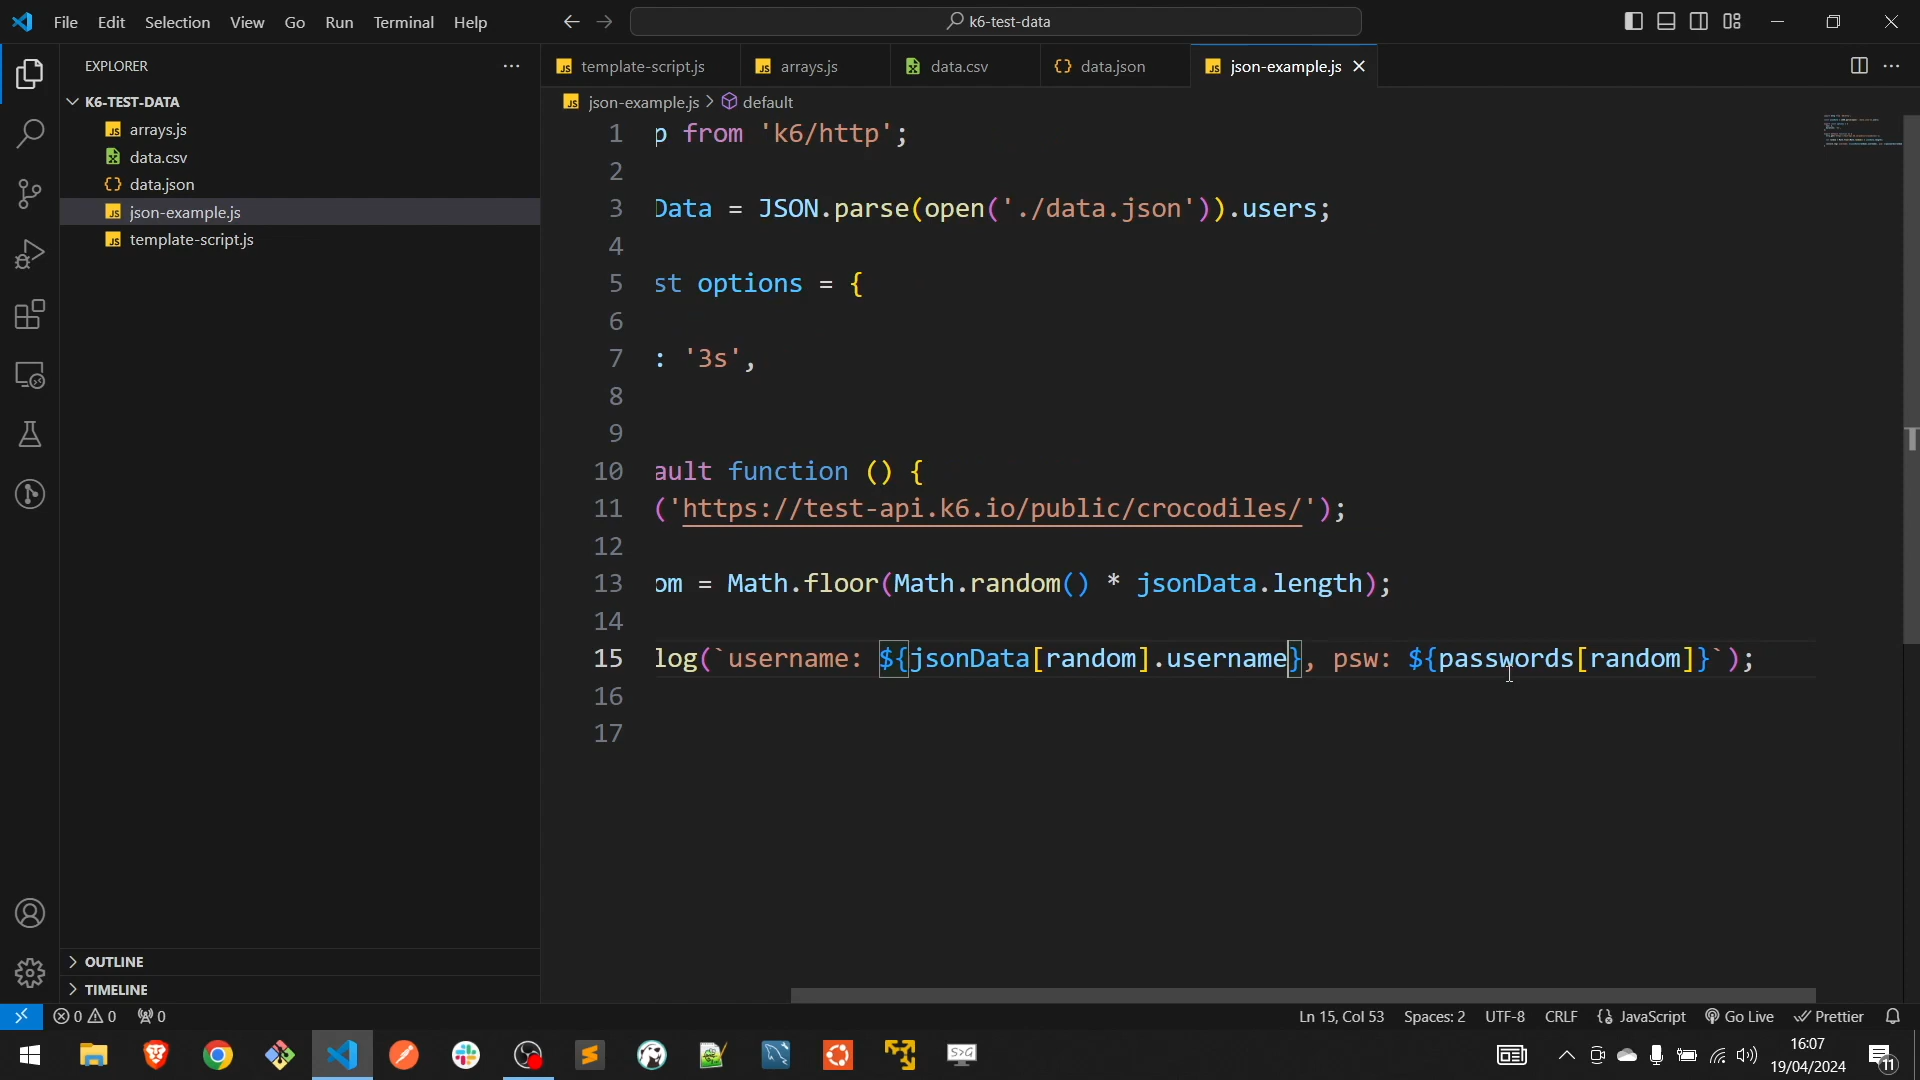 File Edit Selection View Go Run Terminal Help
k6-test-data
EXPLORER
K6-TEST-DATA
arrays.js
data.csv
data.json
json-example.js
template-script.js
OUTLINE
TIMELINE
template-script.js
arrays.js
data.csv
data.json
json-example.js
json-example.js > default
1 p from 'k6/http';
2
3 Data = JSON.parse(open('./data.json')).users;
4
5 st options = {
6
7 : '3s',
8
9
10 ault function () {
11 ('https://test-api.k6.io/public/crocodiles/');
12
13 om = Math.floor(Math.random() * jsonData.length);
14
15 log(`username: ${jsonData[random].username}, psw: ${passwords[random]}`);
16
17
0 0 0
Ln 15, Col 53 Spaces: 2 UTF-8 CRLF {} JavaScript Go Live Prettier
S>G
16:07
19/04/2024
11